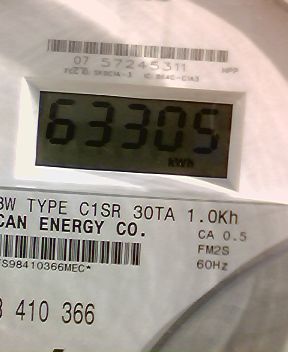 07 57245311
NPP
63305
kWh
3W TYPE C1SR 30TA 1.0Kh
CAN ENERGY CO.
CA 0.5
FM2S
60Hz
S98410366MEC*
410 366